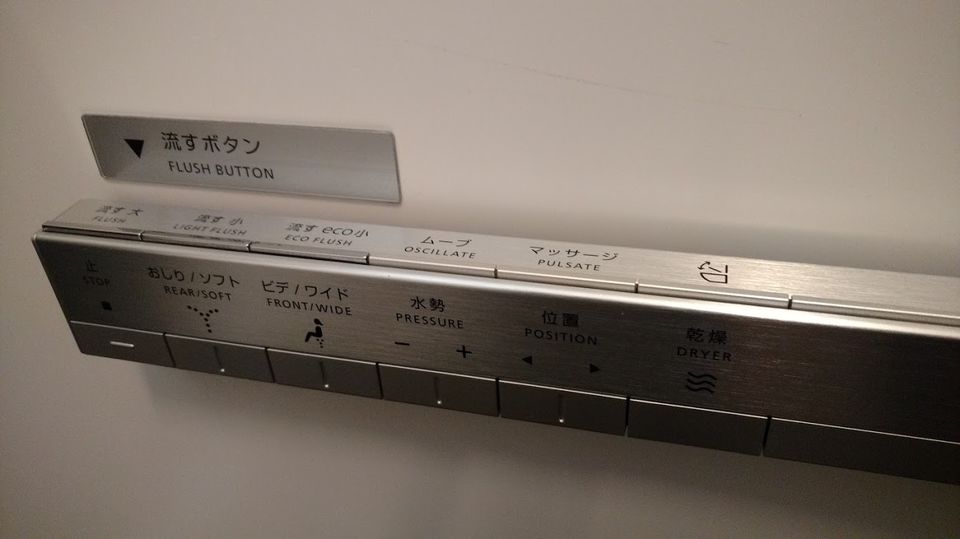 流すボタン
FLUSH BUTTON
流す 大
FLUSH
流す 小
LIGHT FLUSH
流す eco小
ECO FLUSH
ムーブ
OSCILLATE
マッサージ
PULSATE
止
STOP
おしり/ソフト
REAR/SOFT
ビデ/ワイド
FRONT/WIDE
水勢
PRESSURE
− +
位置
POSITION
乾燥
DRYER